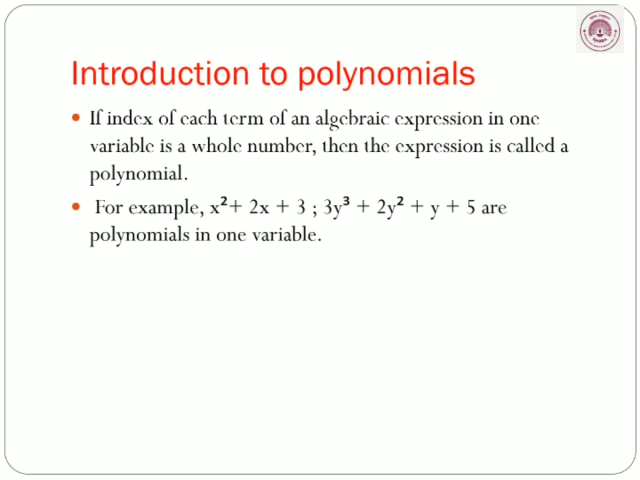 Introduction to polynomials
• If index of each term of an algebraic expression in one
variable is a whole number, then the expression is called a
polynomial.
• For example, x²+ 2x + 3 ; 3y³ + 2y² + y + 5 are
polynomials in one variable.